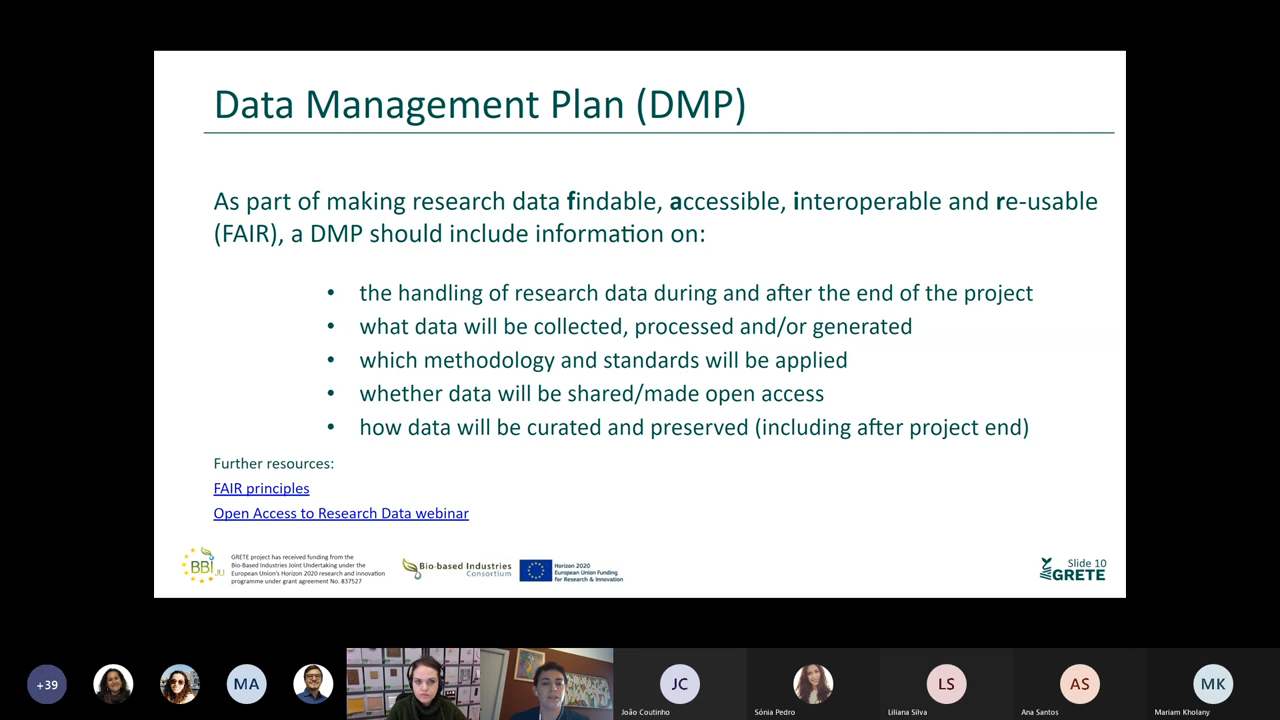 Data Management Plan (DMP)
As part of making research data findable, accessible, interoperable and re-usable
(FAIR), a DMP should include information on:
• the handling of research data during and after the end of the project
• what data will be collected, processed and/or generated
• which methodology and standards will be applied
• whether data will be shared/made open access
• how data will be curated and preserved (including after project end)
Further resources:
FAIR principles
Open Access to Research Data webinar
BBI JU
GRETE project has received funding from the
Bio-Based Industries Joint Undertaking under the
European Union's Horizon 2020 research and innovation
programme under grant agreement No. 837527
Bio-based Industries
Consortium
Horizon 2020
European Union Funding
for Research & Innovation
Slide 10
GRETE
+39
MA
JC
LS
AS
MK
João Coutinho
Sónia Pedro
Liliana Silva
Ana Santos
Mariam Kholany